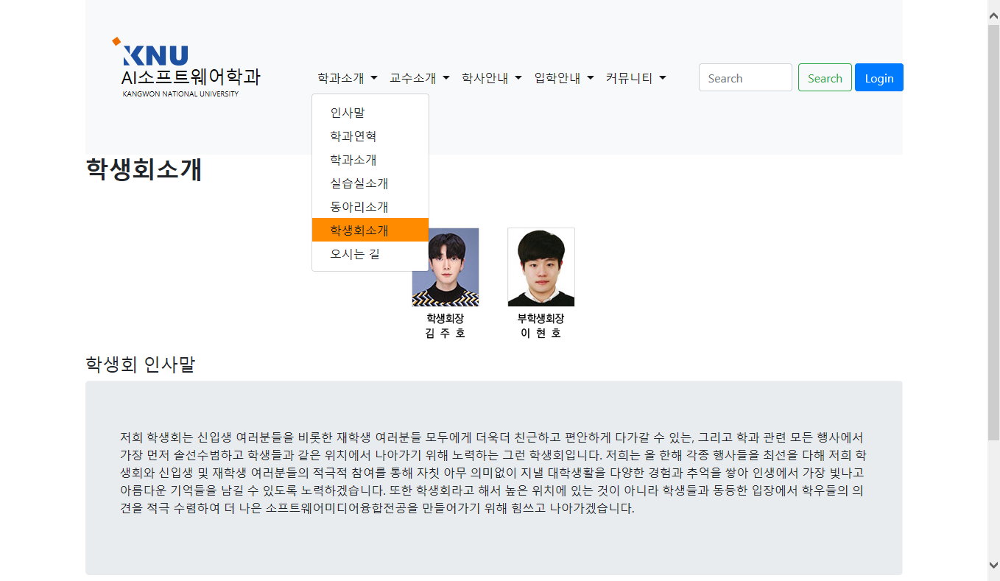 KNU
AI소프트웨어학과
KANGWON NATIONAL UNIVERSITY
학과소개 교수소개 학사안내 입학안내 커뮤니티 Search Search Login
인사말
학과연혁
학과소개
실습실소개
동아리소개
학생회소개
오시는 길
학생회소개
학생회장 부학생회장
김 주 호 이 현 호
학생회 인사말
저희 학생회는 신입생 여러분들을 비롯한 재학생 여러분들 모두에게 더욱더 친근하고 편안하게 다가갈 수 있는, 그리고 학과 관련 모든 행사에서
가장 먼저 솔선수범하고 학생들과 같은 위치에서 나아가기 위해 노력하는 그런 학생회입니다. 저희는 올 한해 각종 행사들을 최선을 다해 저희 학
생회와 신입생 및 재학생 여러분들의 적극적 참여를 통해 자칫 아무 의미없이 지낼 대학생활을 다양한 경험과 추억을 쌓아 인생에서 가장 빛나고
아름다운 기억들을 남길 수 있도록 노력하겠습니다. 또한 학생회라고 해서 높은 위치에 있는 것이 아니라 학생들과 동등한 입장에서 학우들의 의
견을 적극 수렴하여 더 나은 소프트웨어미디어융합전공을 만들어가기 위해 힘쓰고 나아가겠습니다.